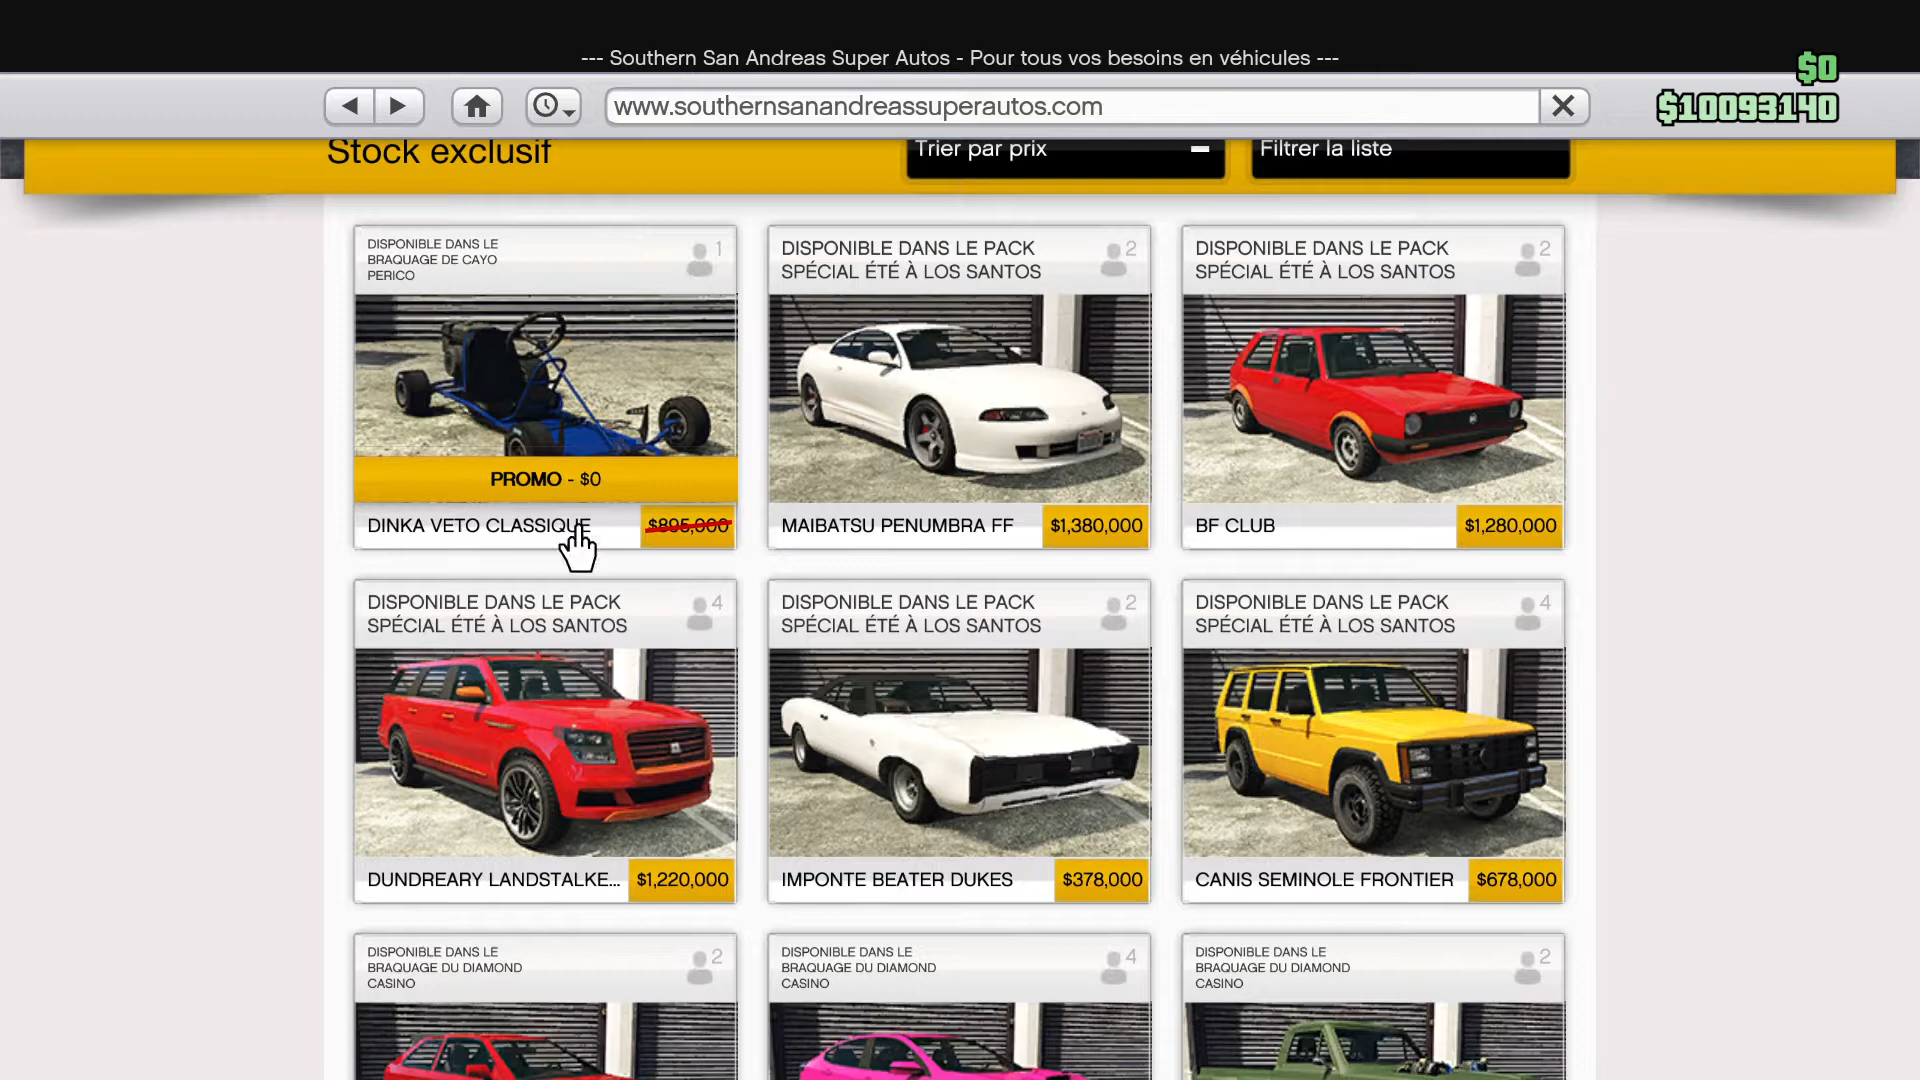 --- Southern San Andreas Super Autos - Pour tous vos besoins en véhicules ---
$0
www.southernsanandreassuperautos.com
$10093140
Stock exclusif
Trier par prix
Filtrer la liste
DISPONIBLE DANS LE
BRAQUAGE DE CAYO
PERICO
1
PROMO - $0
DINKA VETO CLASSIQUE
$895,000
DISPONIBLE DANS LE PACK
SPÉCIAL ÉTÉ À LOS SANTOS
2
MAIBATSU PENUMBRA FF
$1,380,000
DISPONIBLE DANS LE PACK
SPÉCIAL ÉTÉ À LOS SANTOS
2
BF CLUB
$1,280,000
DISPONIBLE DANS LE PACK
SPÉCIAL ÉTÉ À LOS SANTOS
4
DUNDREARY LANDSTALKE...
$1,220,000
DISPONIBLE DANS LE PACK
SPÉCIAL ÉTÉ À LOS SANTOS
2
IMPONTE BEATER DUKES
$378,000
DISPONIBLE DANS LE PACK
SPÉCIAL ÉTÉ À LOS SANTOS
4
CANIS SEMINOLE FRONTIER
$678,000
DISPONIBLE DANS LE
BRAQUAGE DU DIAMOND
CASINO
2
DISPONIBLE DANS LE
BRAQUAGE DU DIAMOND
CASINO
4
DISPONIBLE DANS LE
BRAQUAGE DU DIAMOND
CASINO
2